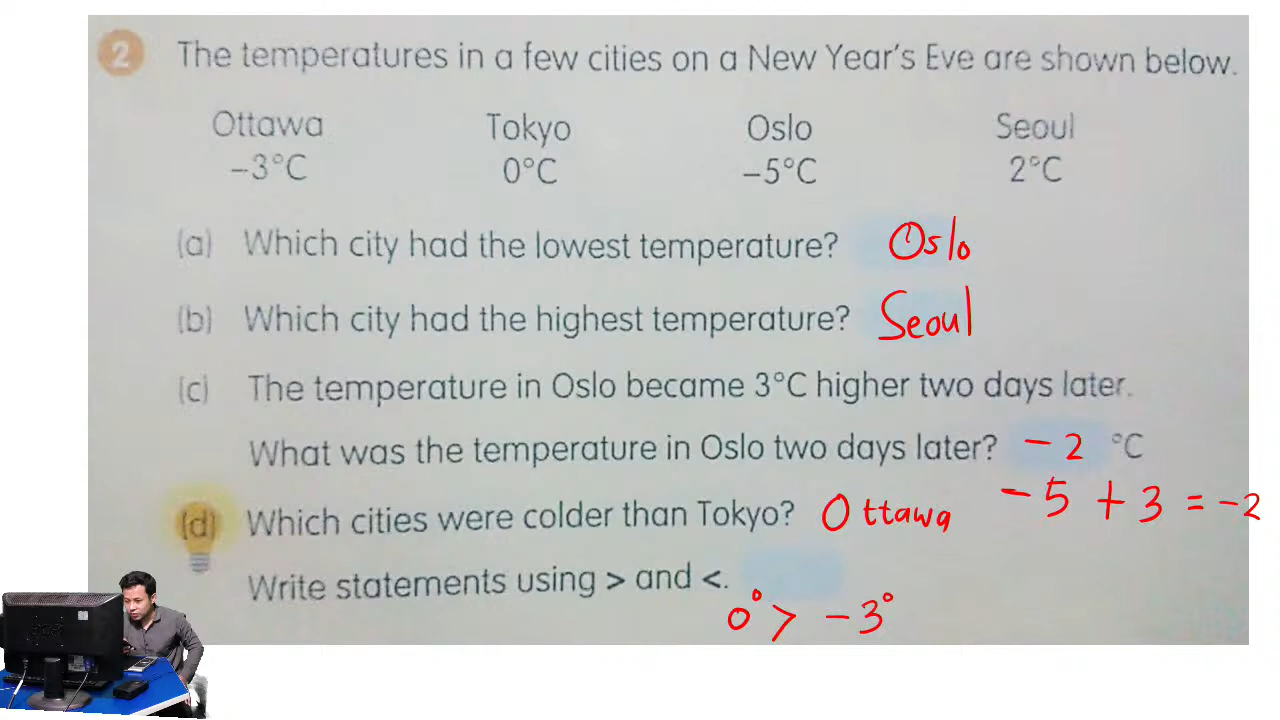 2 The temperatures in a few cities on a New Year's Eve are shown below.
Ottawa Tokyo Oslo Seoul
−3°C 0°C −5°C 2°C
(a) Which city had the lowest temperature? Oslo
(b) Which city had the highest temperature? Seoul
(c) The temperature in Oslo became 3°C higher two days later.
What was the temperature in Oslo two days later? −2 °C
−5 + 3 = −2
(d) Which cities were colder than Tokyo? Ottawa
Write statements using > and <.
0° > −3°
acer